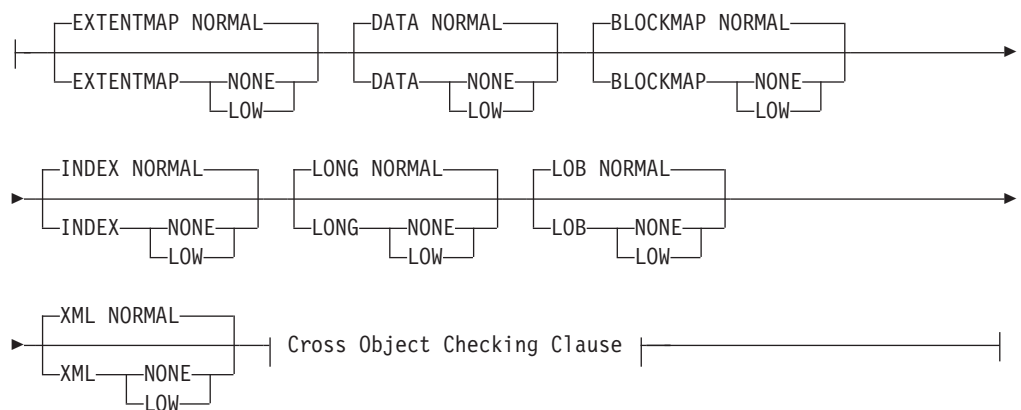 EXTENTMAP NORMAL DATA NORMAL BLOCKMAP NORMAL
EXTENTMAP NONE DATA NONE BLOCKMAP NONE
LOW LOW LOW
INDEX NORMAL LONG NORMAL LOB NORMAL
INDEX NONE LONG NONE LOB NONE
LOW LOW LOW
XML NORMAL
Cross Object Checking Clause
XML NONE
LOW